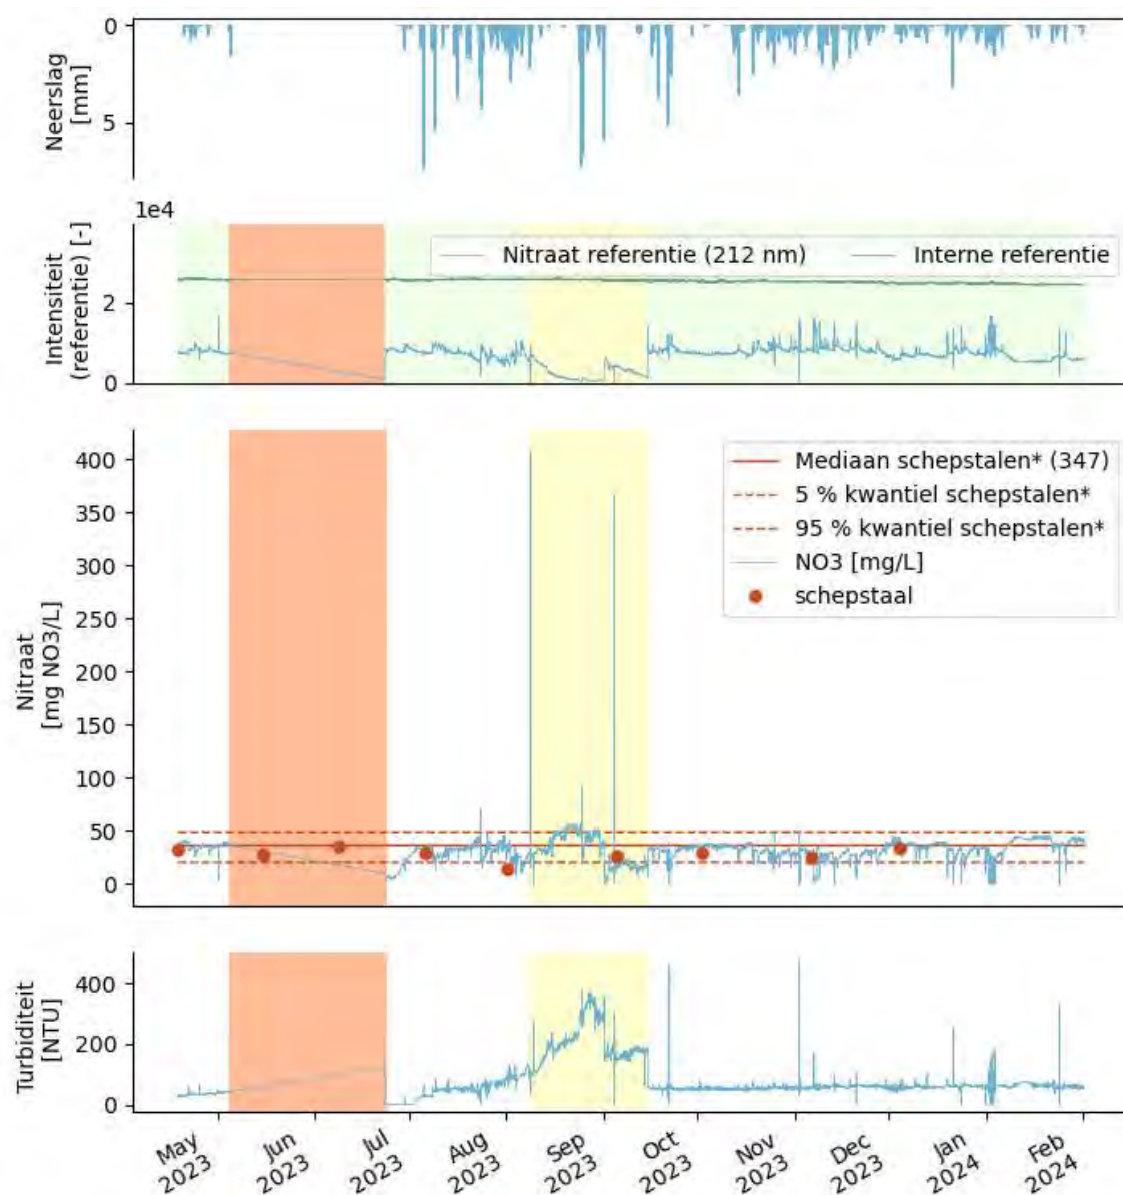 0
5
Neerslag
[mm]
1e4
2
0
Intensiteit
(referentie) [-]
Nitraat referentie (212 nm)
Interne referentie
400
350
300
250
200
150
100
50
0
Nitraat
[mg NO3/L]
Mediaan schepstalen* (347)
5 % kwantiel schepstalen*
95 % kwantiel schepstalen*
NO3 [mg/L]
schepstaal
400
200
0
Turbiditeit
[NTU]
May
2023
Jun
2023
Jul
2023
Aug
2023
Sep
2023
Oct
2023
Nov
2023
Dec
2023
Jan
2024
Feb
2024